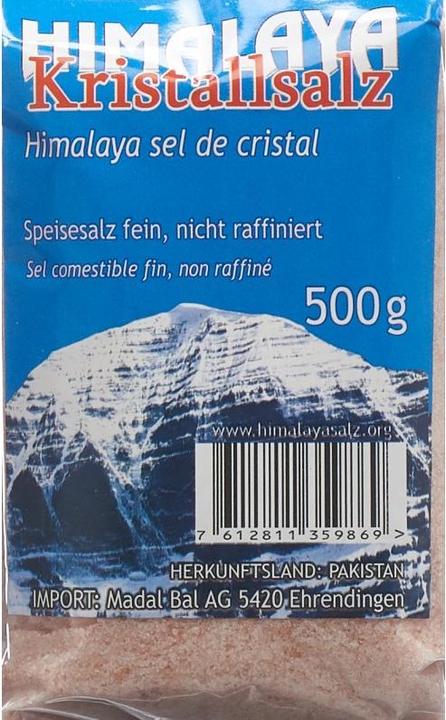 HIMALAYA
Kristallsalz
Himalaya sel de cristal
Speisesalz fein, nicht raffiniert
Sel comestible fin, non raffiné
500g
www.himalayasalz.org
7 612811 359869 >
HERKUNFTSLAND: PAKISTAN
IMPORT: Madal Bal AG 5420 Ehrendingen